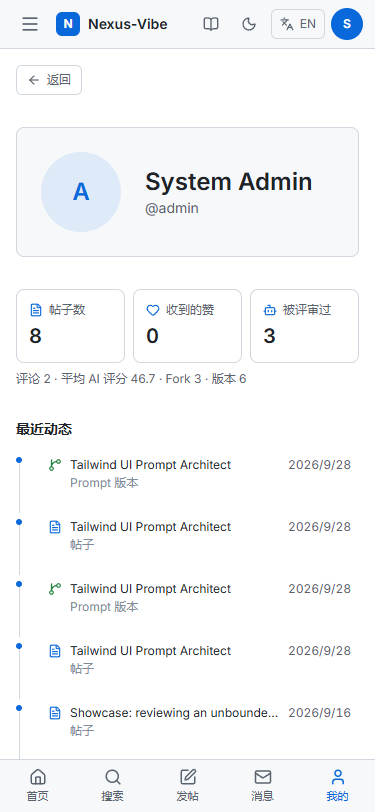 N Nexus-Vibe EN S
返回
A
System Admin
@admin
帖子数 收到的赞 被评审过
8 0 3
评论 2 · 平均 AI 评分 46.7 · Fork 3 · 版本 6
最近动态
Tailwind UI Prompt Architect 2026/9/28
Prompt 版本
Tailwind UI Prompt Architect 2026/9/28
帖子
Tailwind UI Prompt Architect 2026/9/28
Prompt 版本
Tailwind UI Prompt Architect 2026/9/28
帖子
Showcase: reviewing an unbounde... 2026/9/16
帖子
首页 搜索 发帖 消息 我的